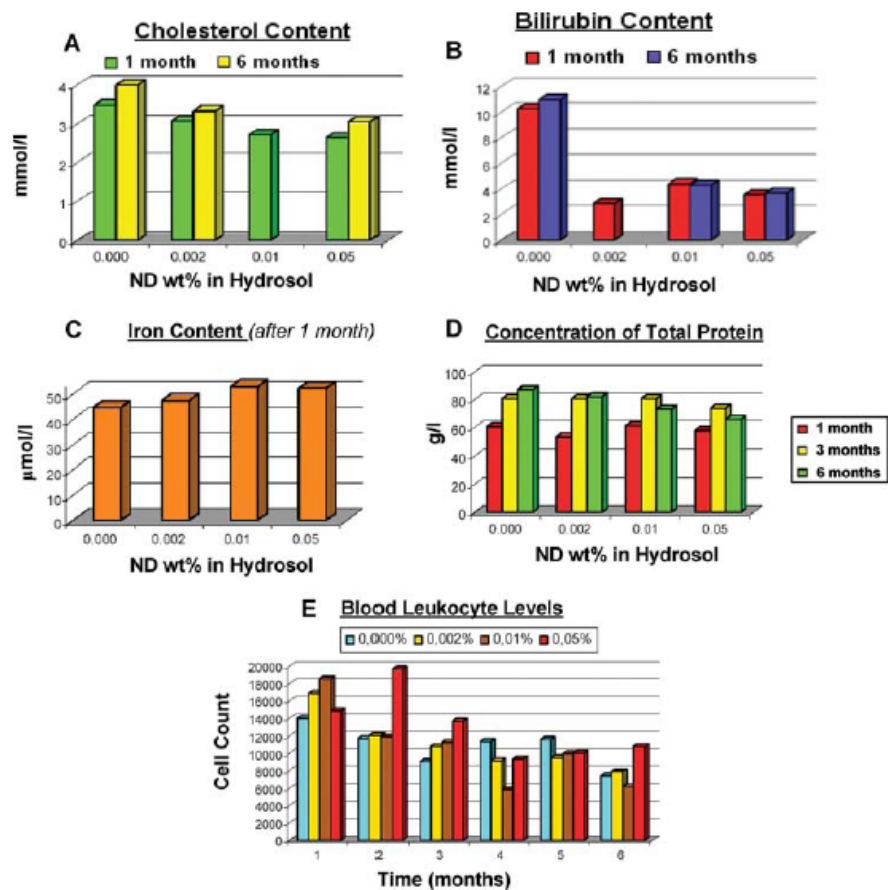 A
Cholesterol Content
1 month 6 months
mmol/l
4
3
2
1
0
0.000 0.002 0.01 0.05
ND wt% in Hydrosol
B
Bilirubin Content
1 month 6 months
mmol/l
12
10
8
6
4
2
0
0.000 0.002 0.01 0.05
ND wt% in Hydrosol
C
Iron Content (after 1 month)
µmol/l
50
40
30
20
10
0
0.000 0.002 0.01 0.05
ND wt% in Hydrosol
D
Concentration of Total Protein
g/l
100
80
60
40
20
0
0.000 0.002 0.01 0.05
ND wt% in Hydrosol
1 month
3 months
6 months
E
Blood Leukocyte Levels
0,000% 0,002% 0,01% 0,05%
Cell Count
20000
18000
16000
14000
12000
10000
8000
6000
4000
2000
0
1 2 3 4 5 6
Time (months)